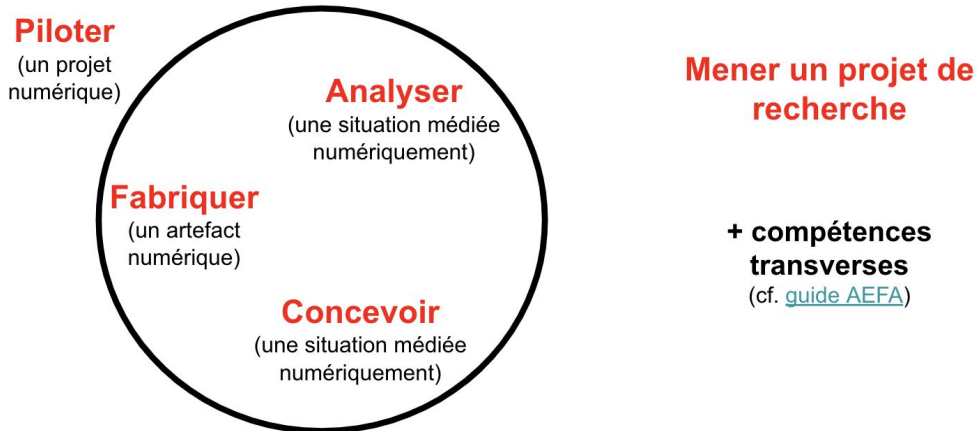 Piloter
(un projet
numérique)
Analyser
(une situation médiée
numériquement)
Fabriquer
(un artefact
numérique)
Concevoir
(une situation médiée
numériquement)
Mener un projet de
recherche
+ compétences
transverses
(cf. guide AEFA)